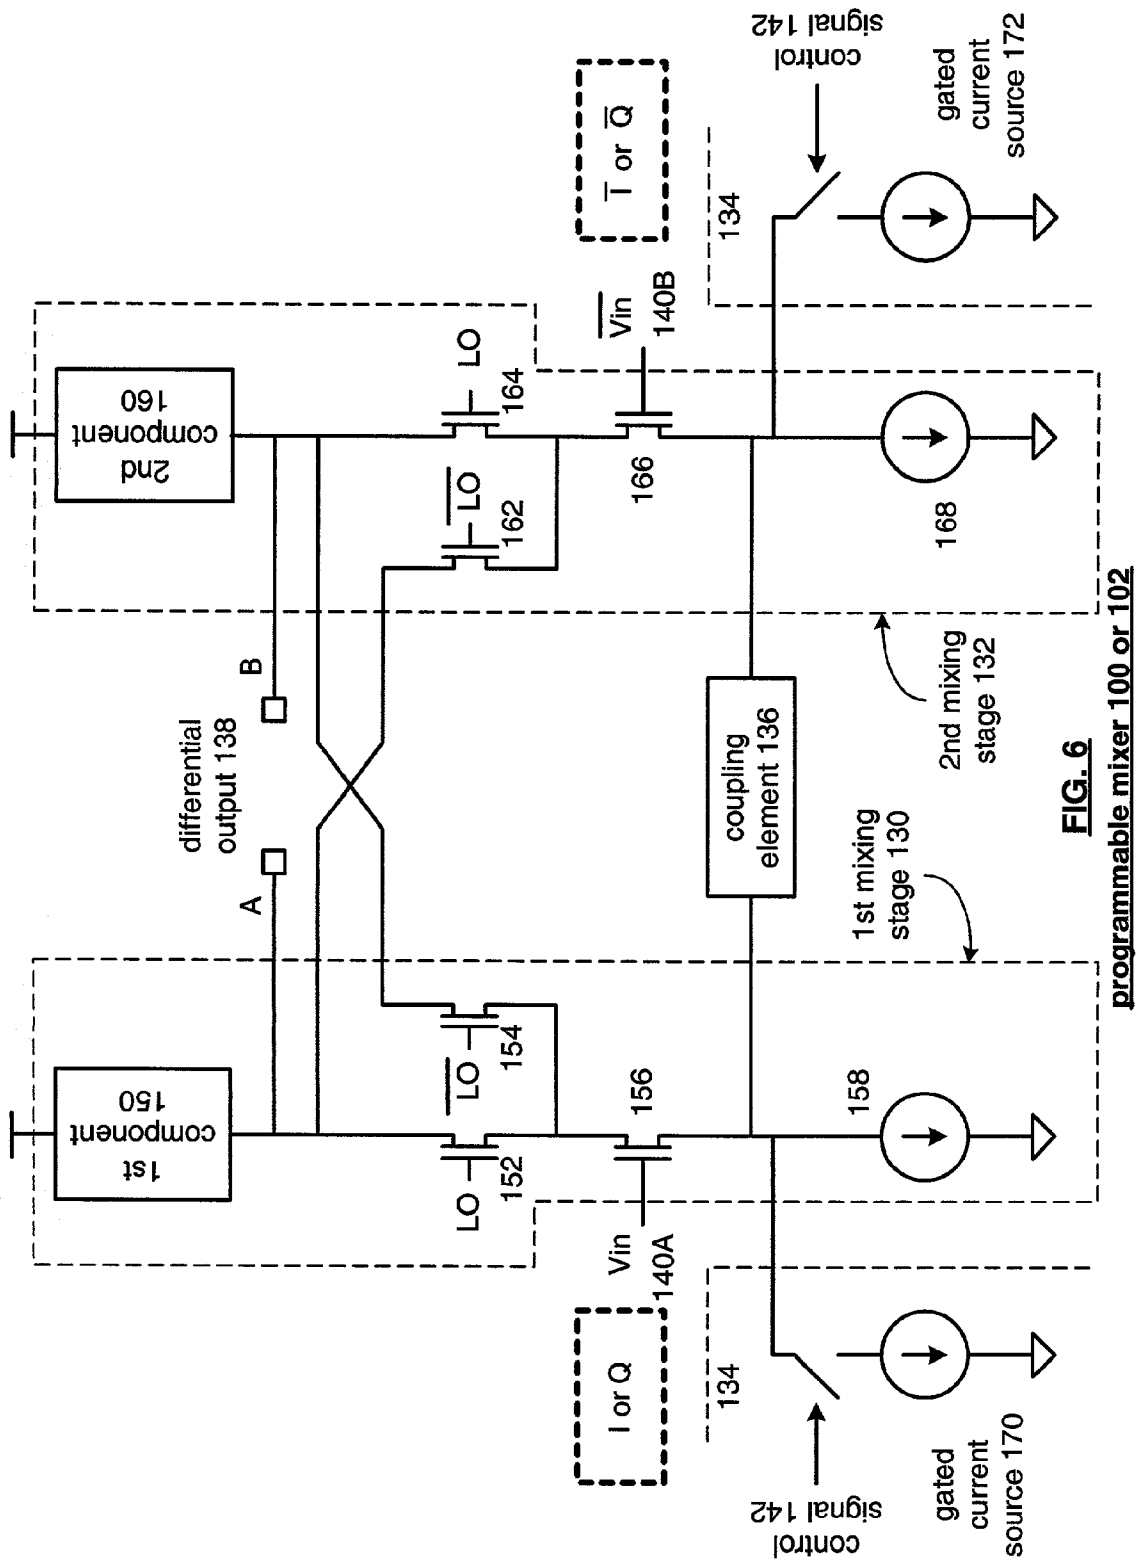 1st
component
150
2nd
component
160
differential
output 138
A
B
LO
152
L̅O̅
154
L̅O̅
162
LO
164
I or Q
Vin
140A
156
166
V̅i̅n̅
140B
I̅ or Q̅
134
134
coupling
element 136
control
signal 142
control
signal 142
gated
current
source 170
158
1st mixing
stage 130
2nd mixing
stage 132
168
gated
current
source 172
FIG. 6
programmable mixer 100 or 102